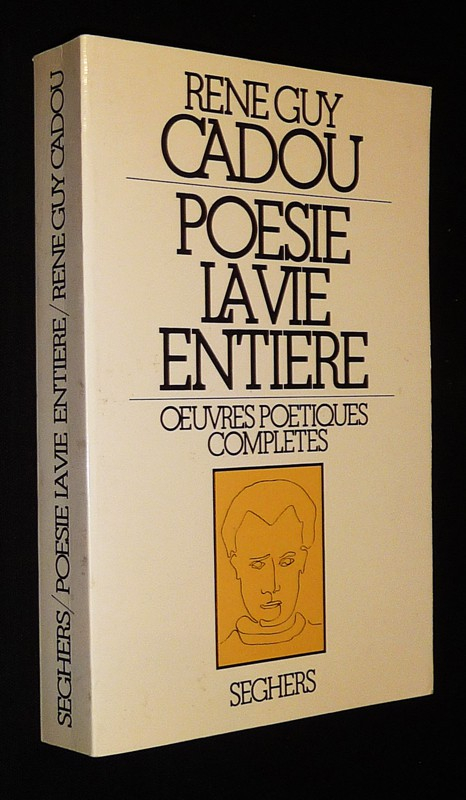 RENE GUY
CADOU
POESIE
LA VIE
ENTIERE
OEUVRES POETIQUES
COMPLETES
SEGHERS
SEGHERS/POESIE LA VIE ENTIERE/RENE GUY CADOU